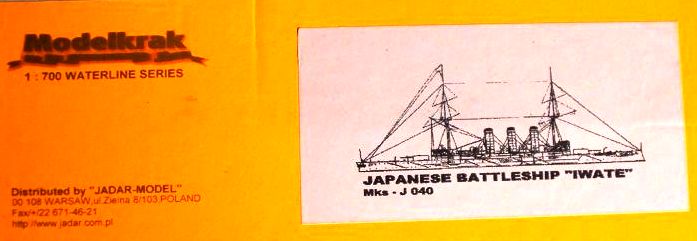 Modelkrak
1 : 700 WATERLINE SERIES
Distributed by "JADAR-MODEL"
00 108 WARSAW,ul.Zielna 8/103,POLAND
Fax/+/22 671-46-21
http://www.jadar.com.pl
JAPANESE BATTLESHIP "IWATE"
Mks - J 040